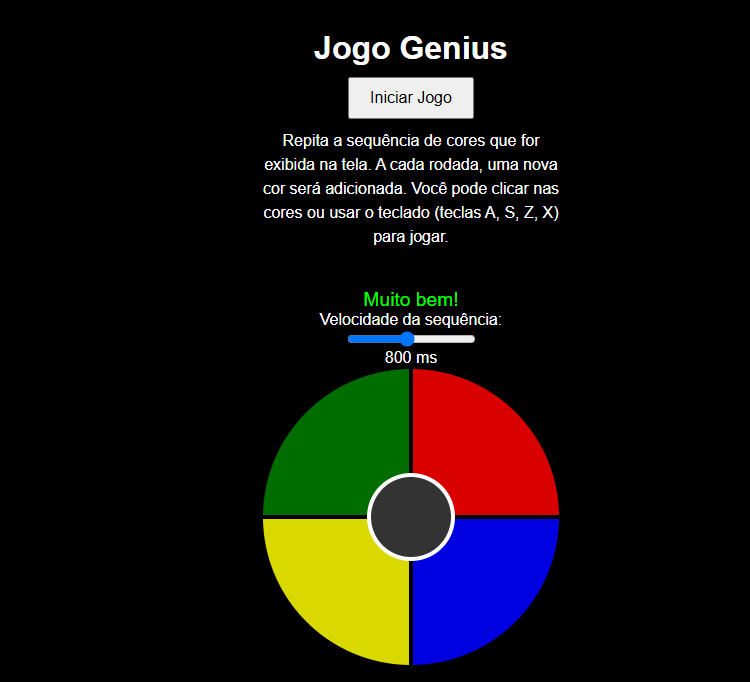 Jogo Genius
Iniciar Jogo
Repita a sequência de cores que for
exibida na tela. A cada rodada, uma nova
cor será adicionada. Você pode clicar nas
cores ou usar o teclado (teclas A, S, Z, X)
para jogar.
Muito bem!
Velocidade da sequência:
800 ms